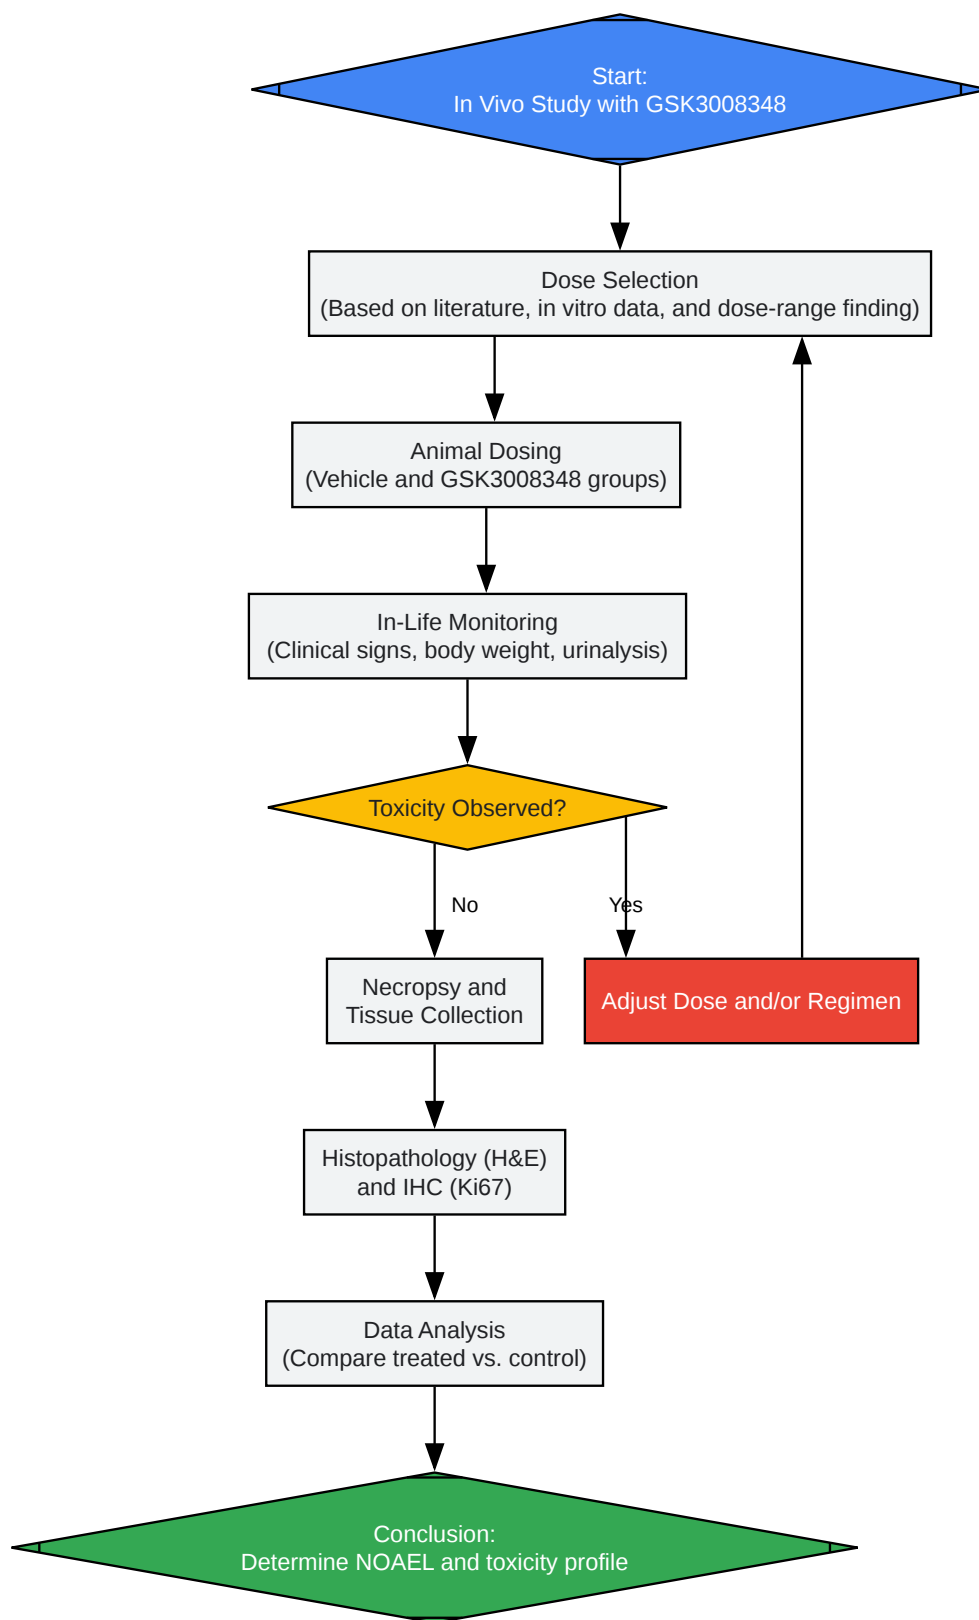 Start:
In Vivo Study with GSK3008348
Dose Selection
(Based on literature, in vitro data, and dose-range finding)
Animal Dosing
(Vehicle and GSK3008348 groups)
In-Life Monitoring
(Clinical signs, body weight, urinalysis)
Toxicity Observed?
No
Yes
Necropsy and
Tissue Collection
Adjust Dose and/or Regimen
Histopathology (H&E)
and IHC (Ki67)
Data Analysis
(Compare treated vs. control)
Conclusion:
Determine NOAEL and toxicity profile